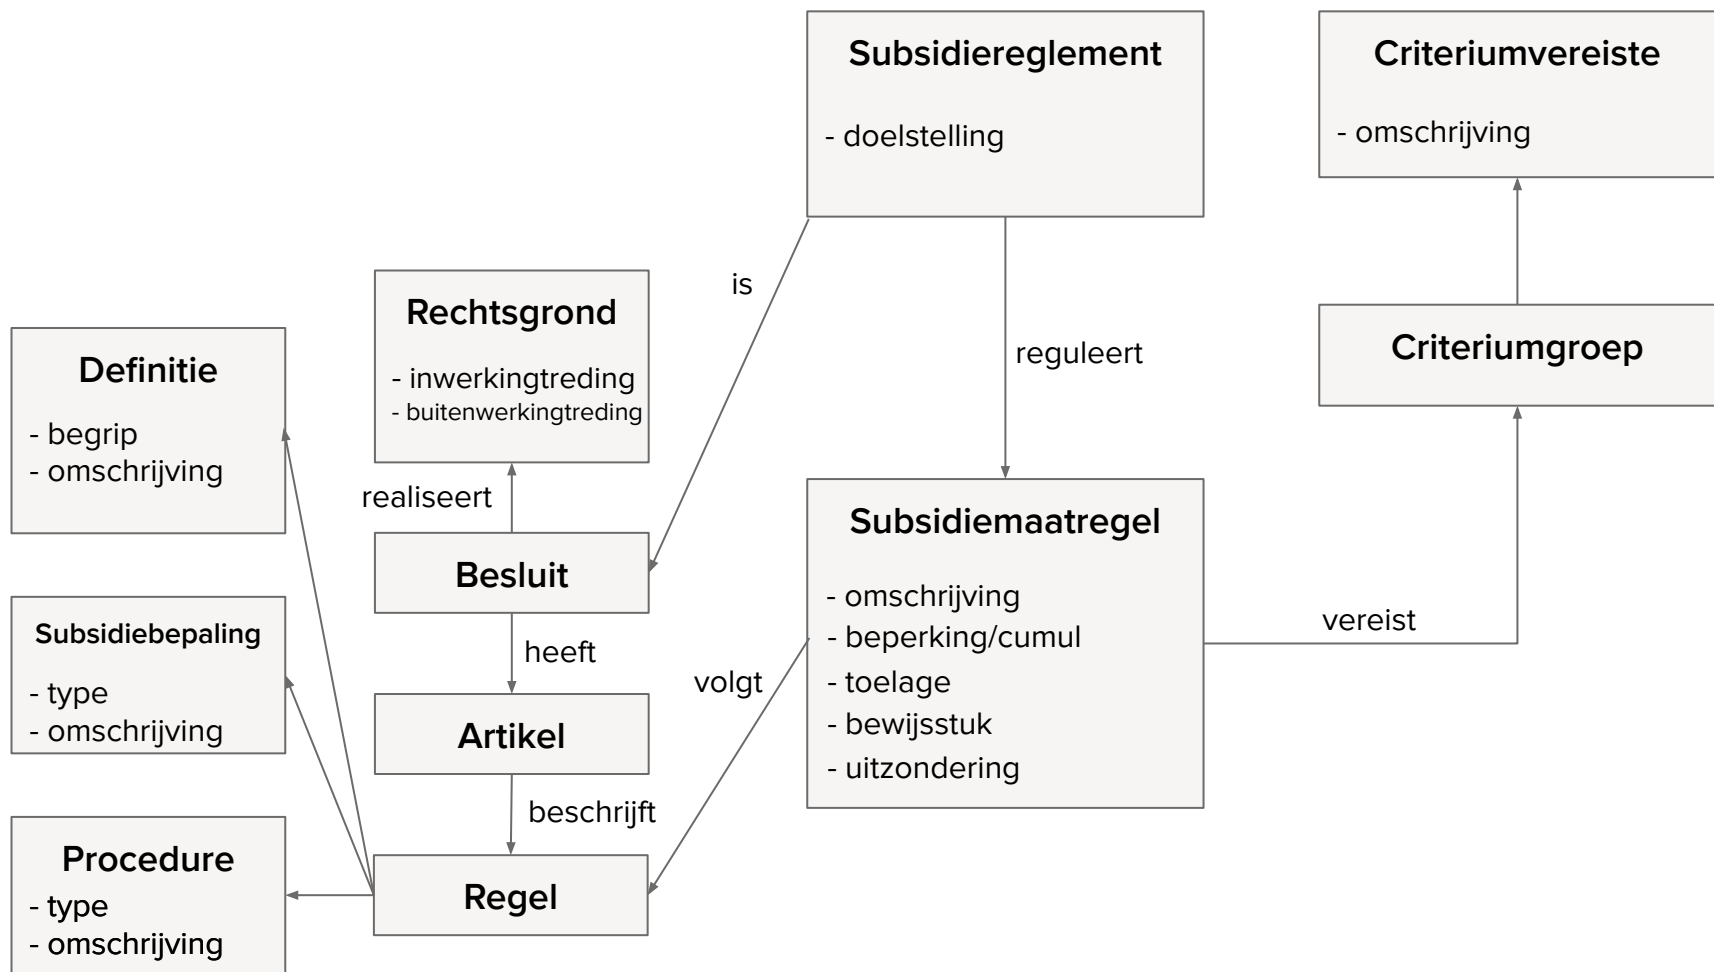 Subsidiereglement
- doelstelling
Criteriumvereiste
- omschrijving
is
Rechtsgrond
- inwerkingtreding
- buitenwerkingtreding
reguleert
Criteriumgroep
Definitie
- begrip
- omschrijving
realiseert
Besluit
Subsidiemaatregel
- omschrijving
- beperking/cumul
- toelage
- bewijsstuk
- uitzondering
vereist
Subsidiebepaling
- type
- omschrijving
heeft
volgt
Artikel
beschrijft
Procedure
- type
- omschrijving
Regel